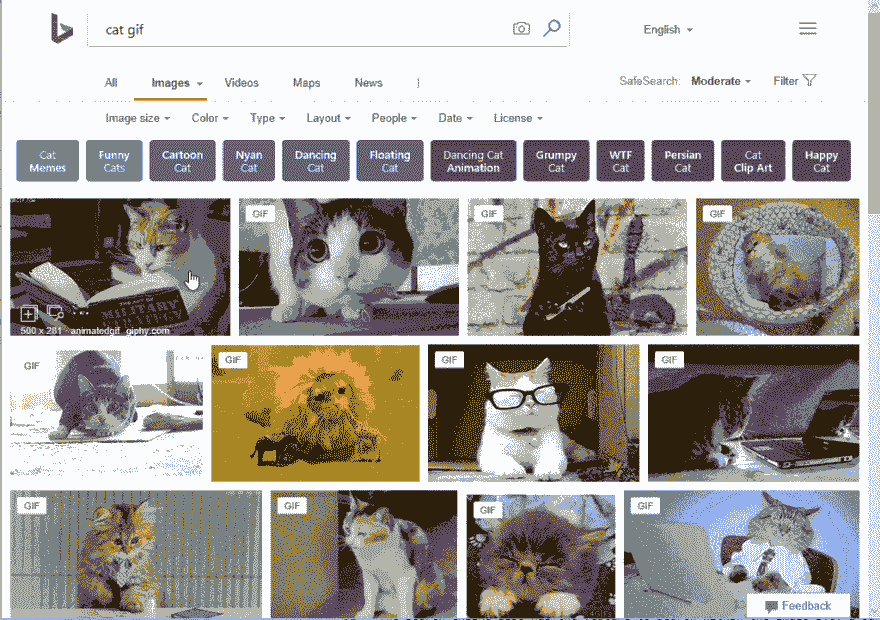 cat gif
English
All Images Videos Maps News
SafeSearch: Moderate Filter
Image size Color Type Layout People Date License
Cat Memes
Funny Cats
Cartoon Cat
Nyan Cat
Dancing Cat
Floating Cat
Dancing Cat Animation
Grumpy Cat
WTF Cat
Persian Cat
Cat Clip Art
Happy Cat
MILITARY
500 x 281 · animatedgif · giphy.com
GIF
GIF
GIF
GIF
GIF
GIF
GIF
GIF
GIF
GIF
GIF
Feedback